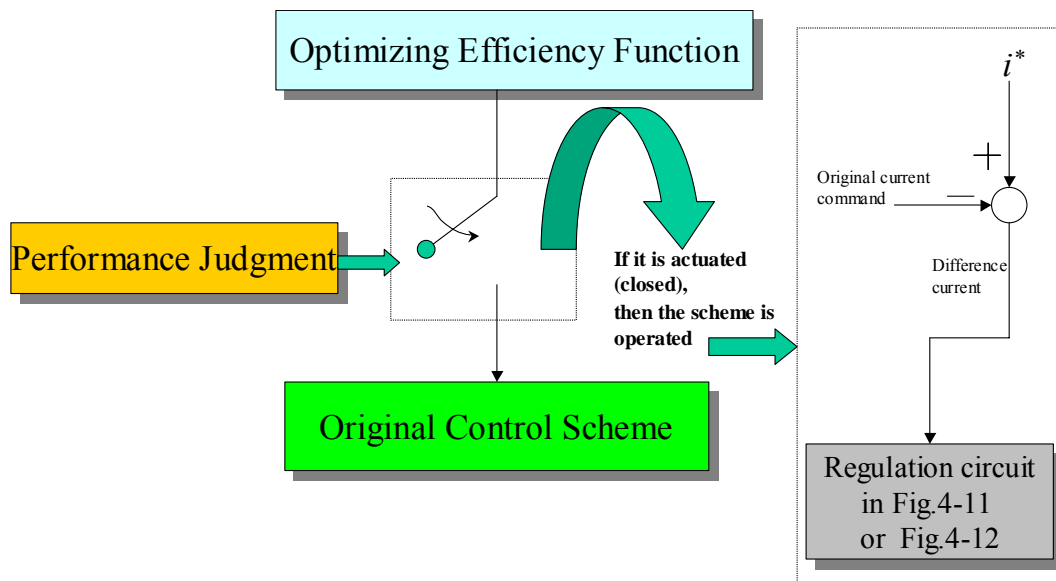 Optimizing Efficiency Function
Performance Judgment
If it is actuated
(closed),
then the scheme is
operated
Original Control Scheme
i*
+
Original current
command
—
Difference
current
Regulation circuit
in Fig.4-11
or Fig.4-12